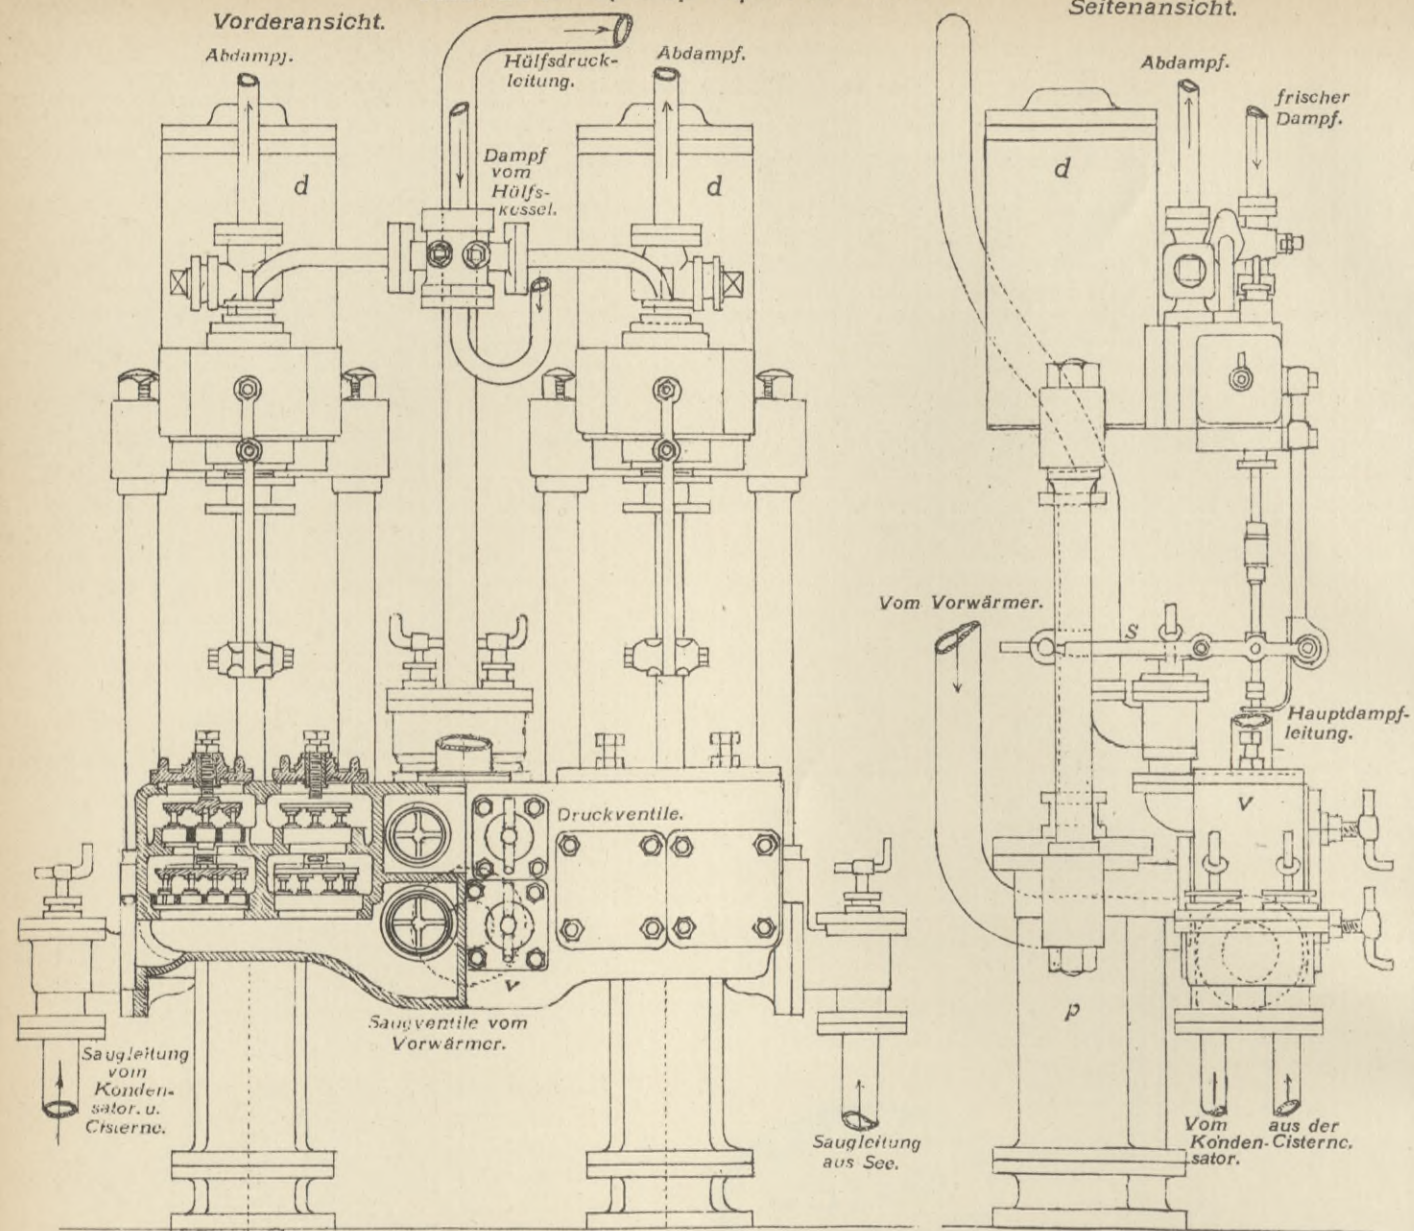 Vorderansicht.
Seitenansicht.
Abdampf.
Hülfsdruck-
leitung.
Abdampf.
Abdampf.
frischer
Dampf.
d
Dampf
vom
Hülfs-
kessel.
d
d
Vom Vorwärmer.
s
Hauptdampf-
leitung.
Druckventile.
v
v
Saugventile vom
Vorwärmer.
p
Saugleitung
vom
Konden-
sator. u.
Cisterne.
Saugleitung
aus See.
Vom
Konden-
sator.
aus der
Cisterne.